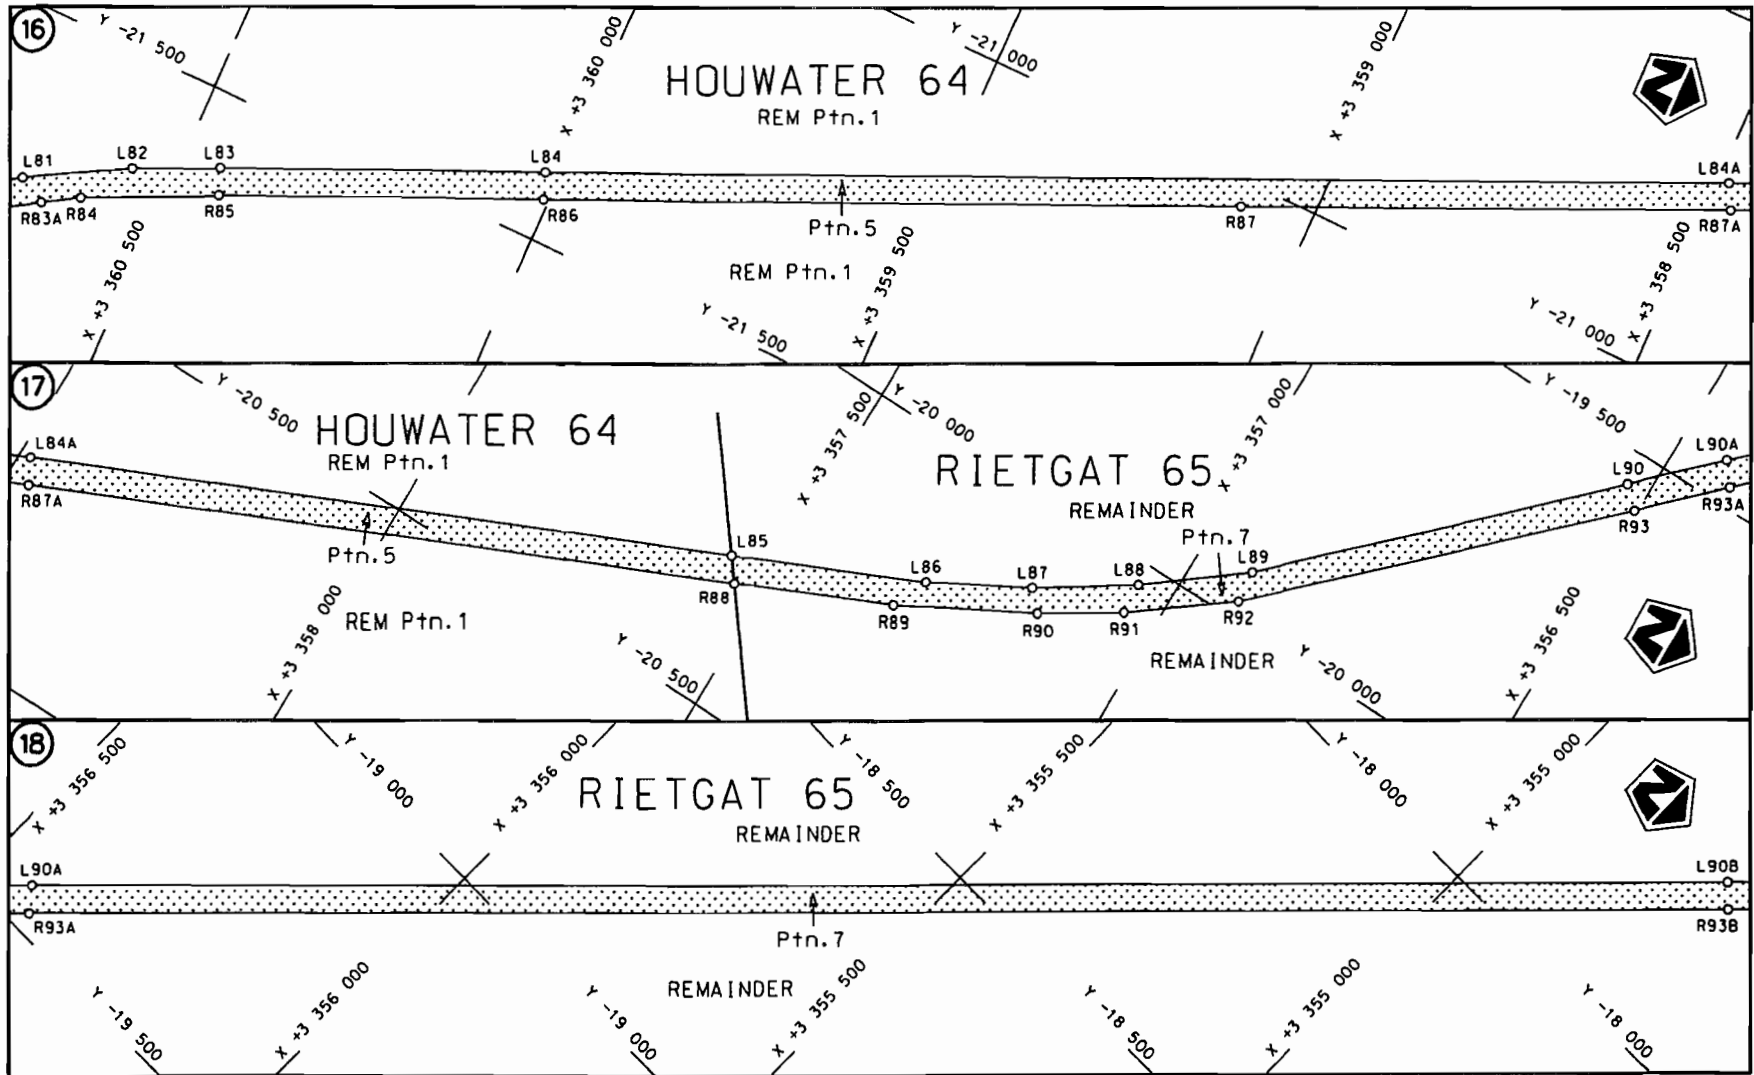 16
Y -21 500
X +3 360 000
Y -21 000
X +3 359 000
HOUWATER 64
REM Ptn.1
L81
L82
L83
L84
L84A
R83A
R84
R85
R86
Ptn.5
R87
R87A
X +3 360 500
REM Ptn.1
X +3 359 500
X +3 358 500
Y -21 500
Y -21 000
17
Y -20 500
HOUWATER 64
REM Ptn.1
X +3 357 500
Y -20 000
X +3 357 000
Y -19 500
RIETGAT 65
REMAINDER
L84A
R87A
Ptn.5
L85
L86
L87
L88
Ptn.7
L89
L90
L90A
R88
R89
R90
R91
R92
R93
R93A
X +3 358 000
REM Ptn.1
Y -20 500
REMAINDER
Y -20 000
X +3 356 500
18
X +3 356 500
Y -19 000
X +3 356 000
Y -18 500
X +3 355 500
Y -18 000
X +3 355 000
RIETGAT 65
REMAINDER
L90A
L90B
R93A
R93B
Ptn.7
REMAINDER
Y -19 500
X +3 356 000
Y -19 000
X +3 355 500
Y -18 500
X +3 355 000
Y -18 000